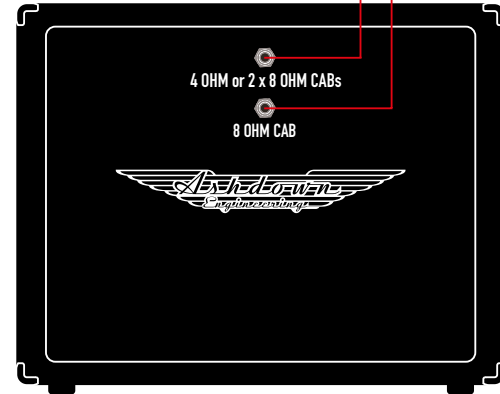 4 OHM or 2 x 8 OHM CABs
8 OHM CAB
Ashdown
Engineering